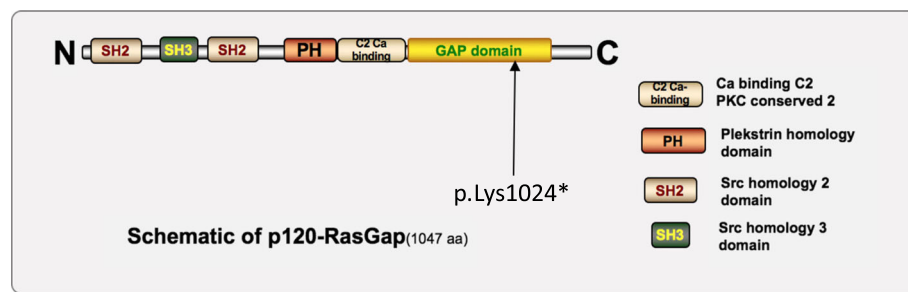 N SH2 SH3 SH2 PH C2 Ca binding GAP domain C
p.Lys1024*
Schematic of p120-RasGap(1047 aa)
C2 Ca-
binding
Ca binding C2
PKC conserved 2
PH
Plekstrin homology
domain
SH2
Src homology 2
domain
SH3
Src homology 3
domain